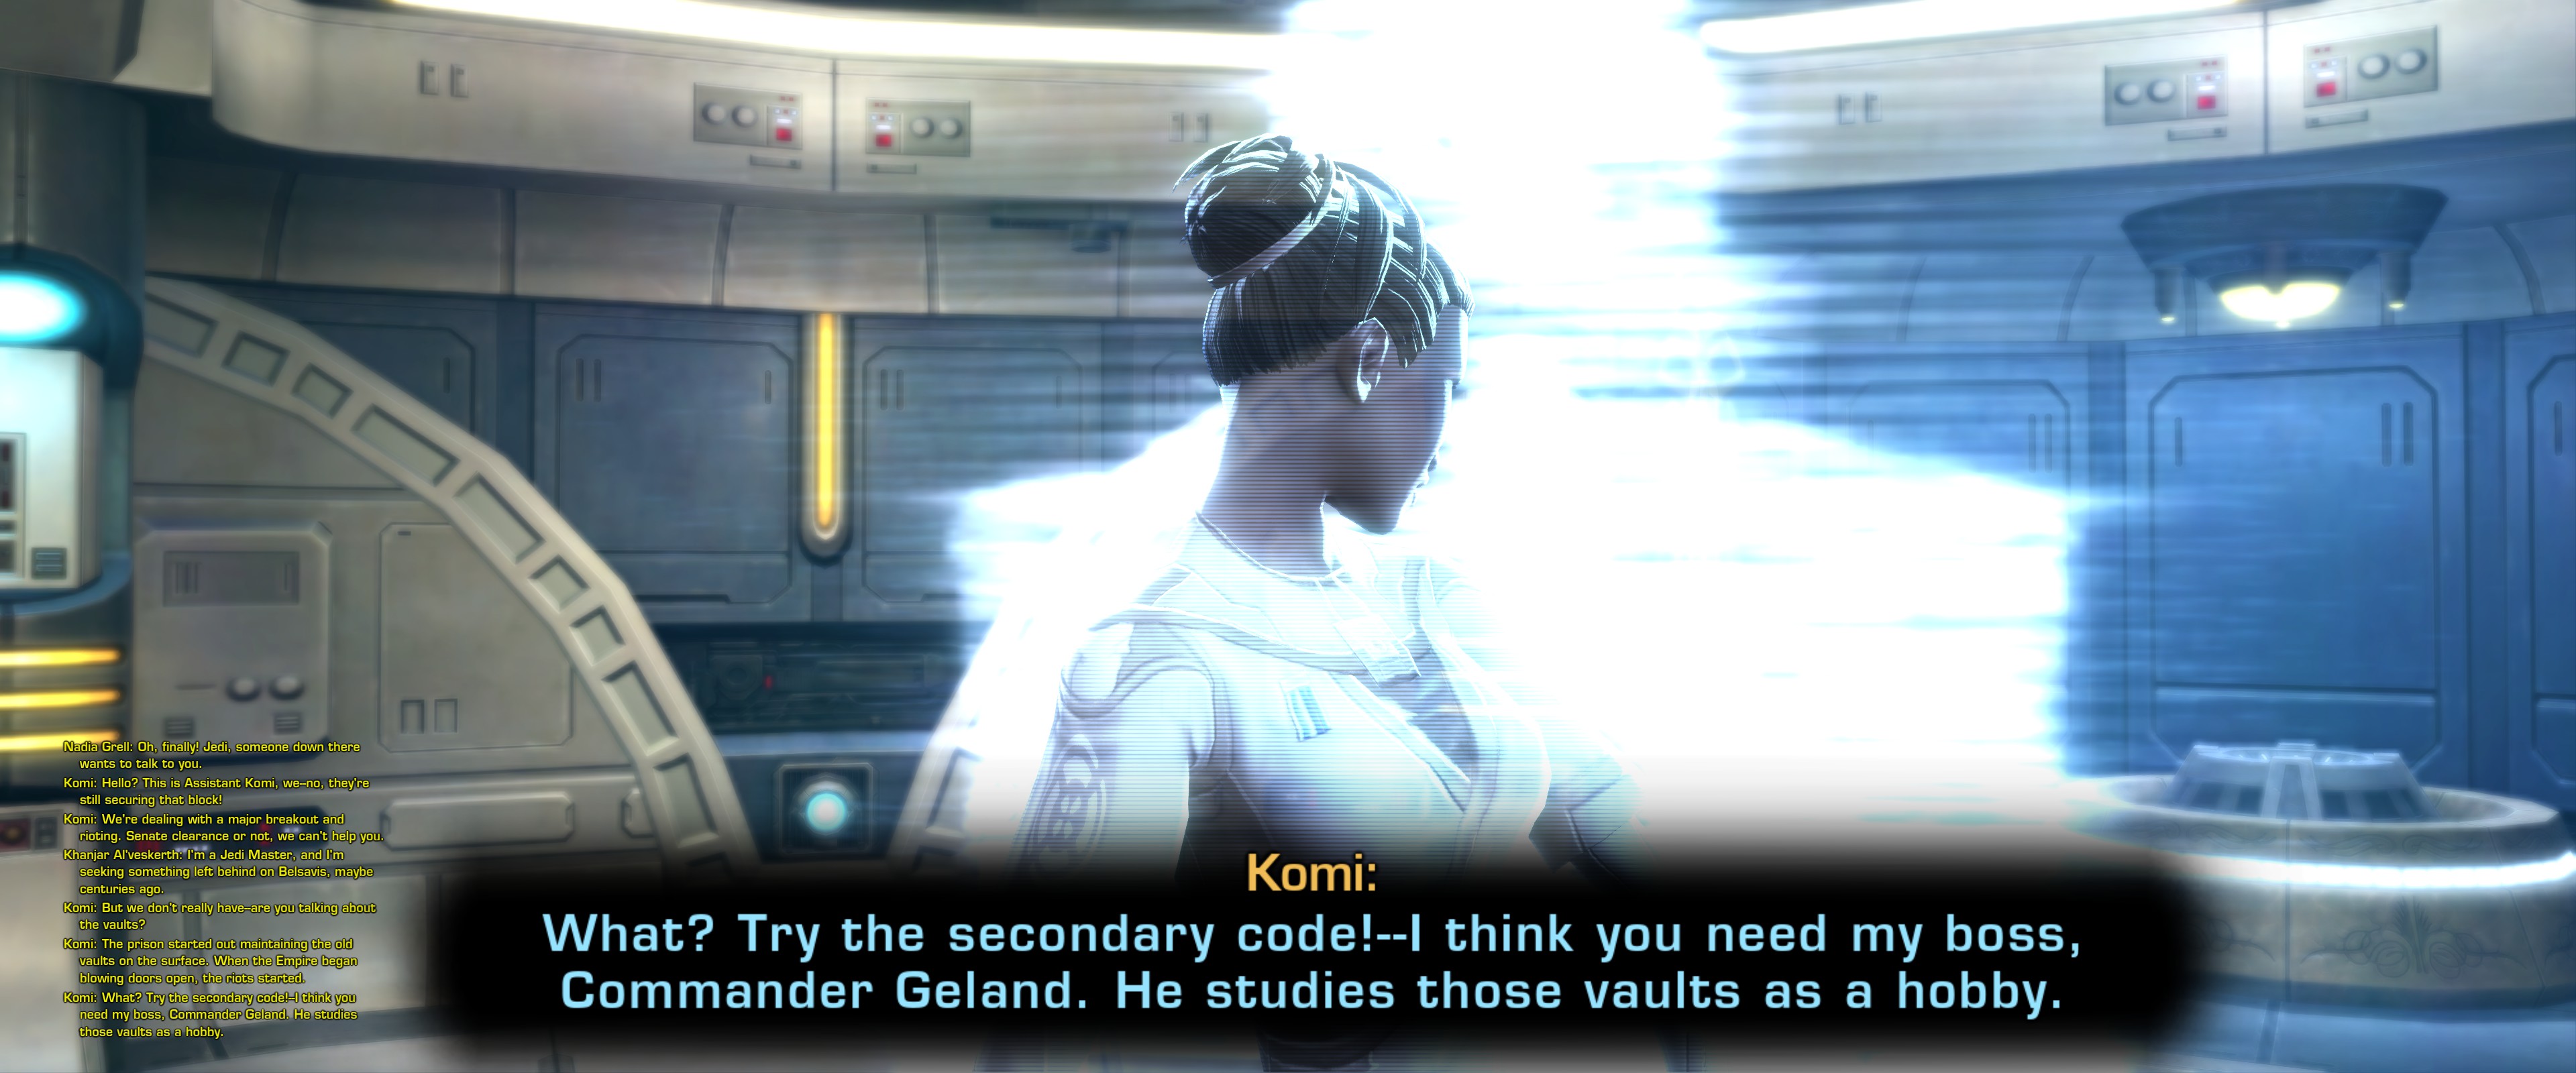 Nadia Grell: Oh, finally! Jedi, someone down there
wants to talk to you.
Komi: Hello? This is Assistant Komi, we–no, they're
still securing that block!
Komi: We're dealing with a major breakout and
rioting. Senate clearance or not, we can't help you.
Khanjar Al'veskerth: I'm a Jedi Master, and I'm
seeking something left behind on Belsavis, maybe
centuries ago.
Komi: But we don't really have–are you talking about
the vaults?
Komi: The prison started out maintaining the old
vaults on the surface. When the Empire began
blowing doors open, the riots started.
Komi: What? Try the secondary code!–I think you
need my boss, Commander Geland. He studies
those vaults as a hobby.
Komi:
What? Try the secondary code!--I think you need my boss,
Commander Geland. He studies those vaults as a hobby.